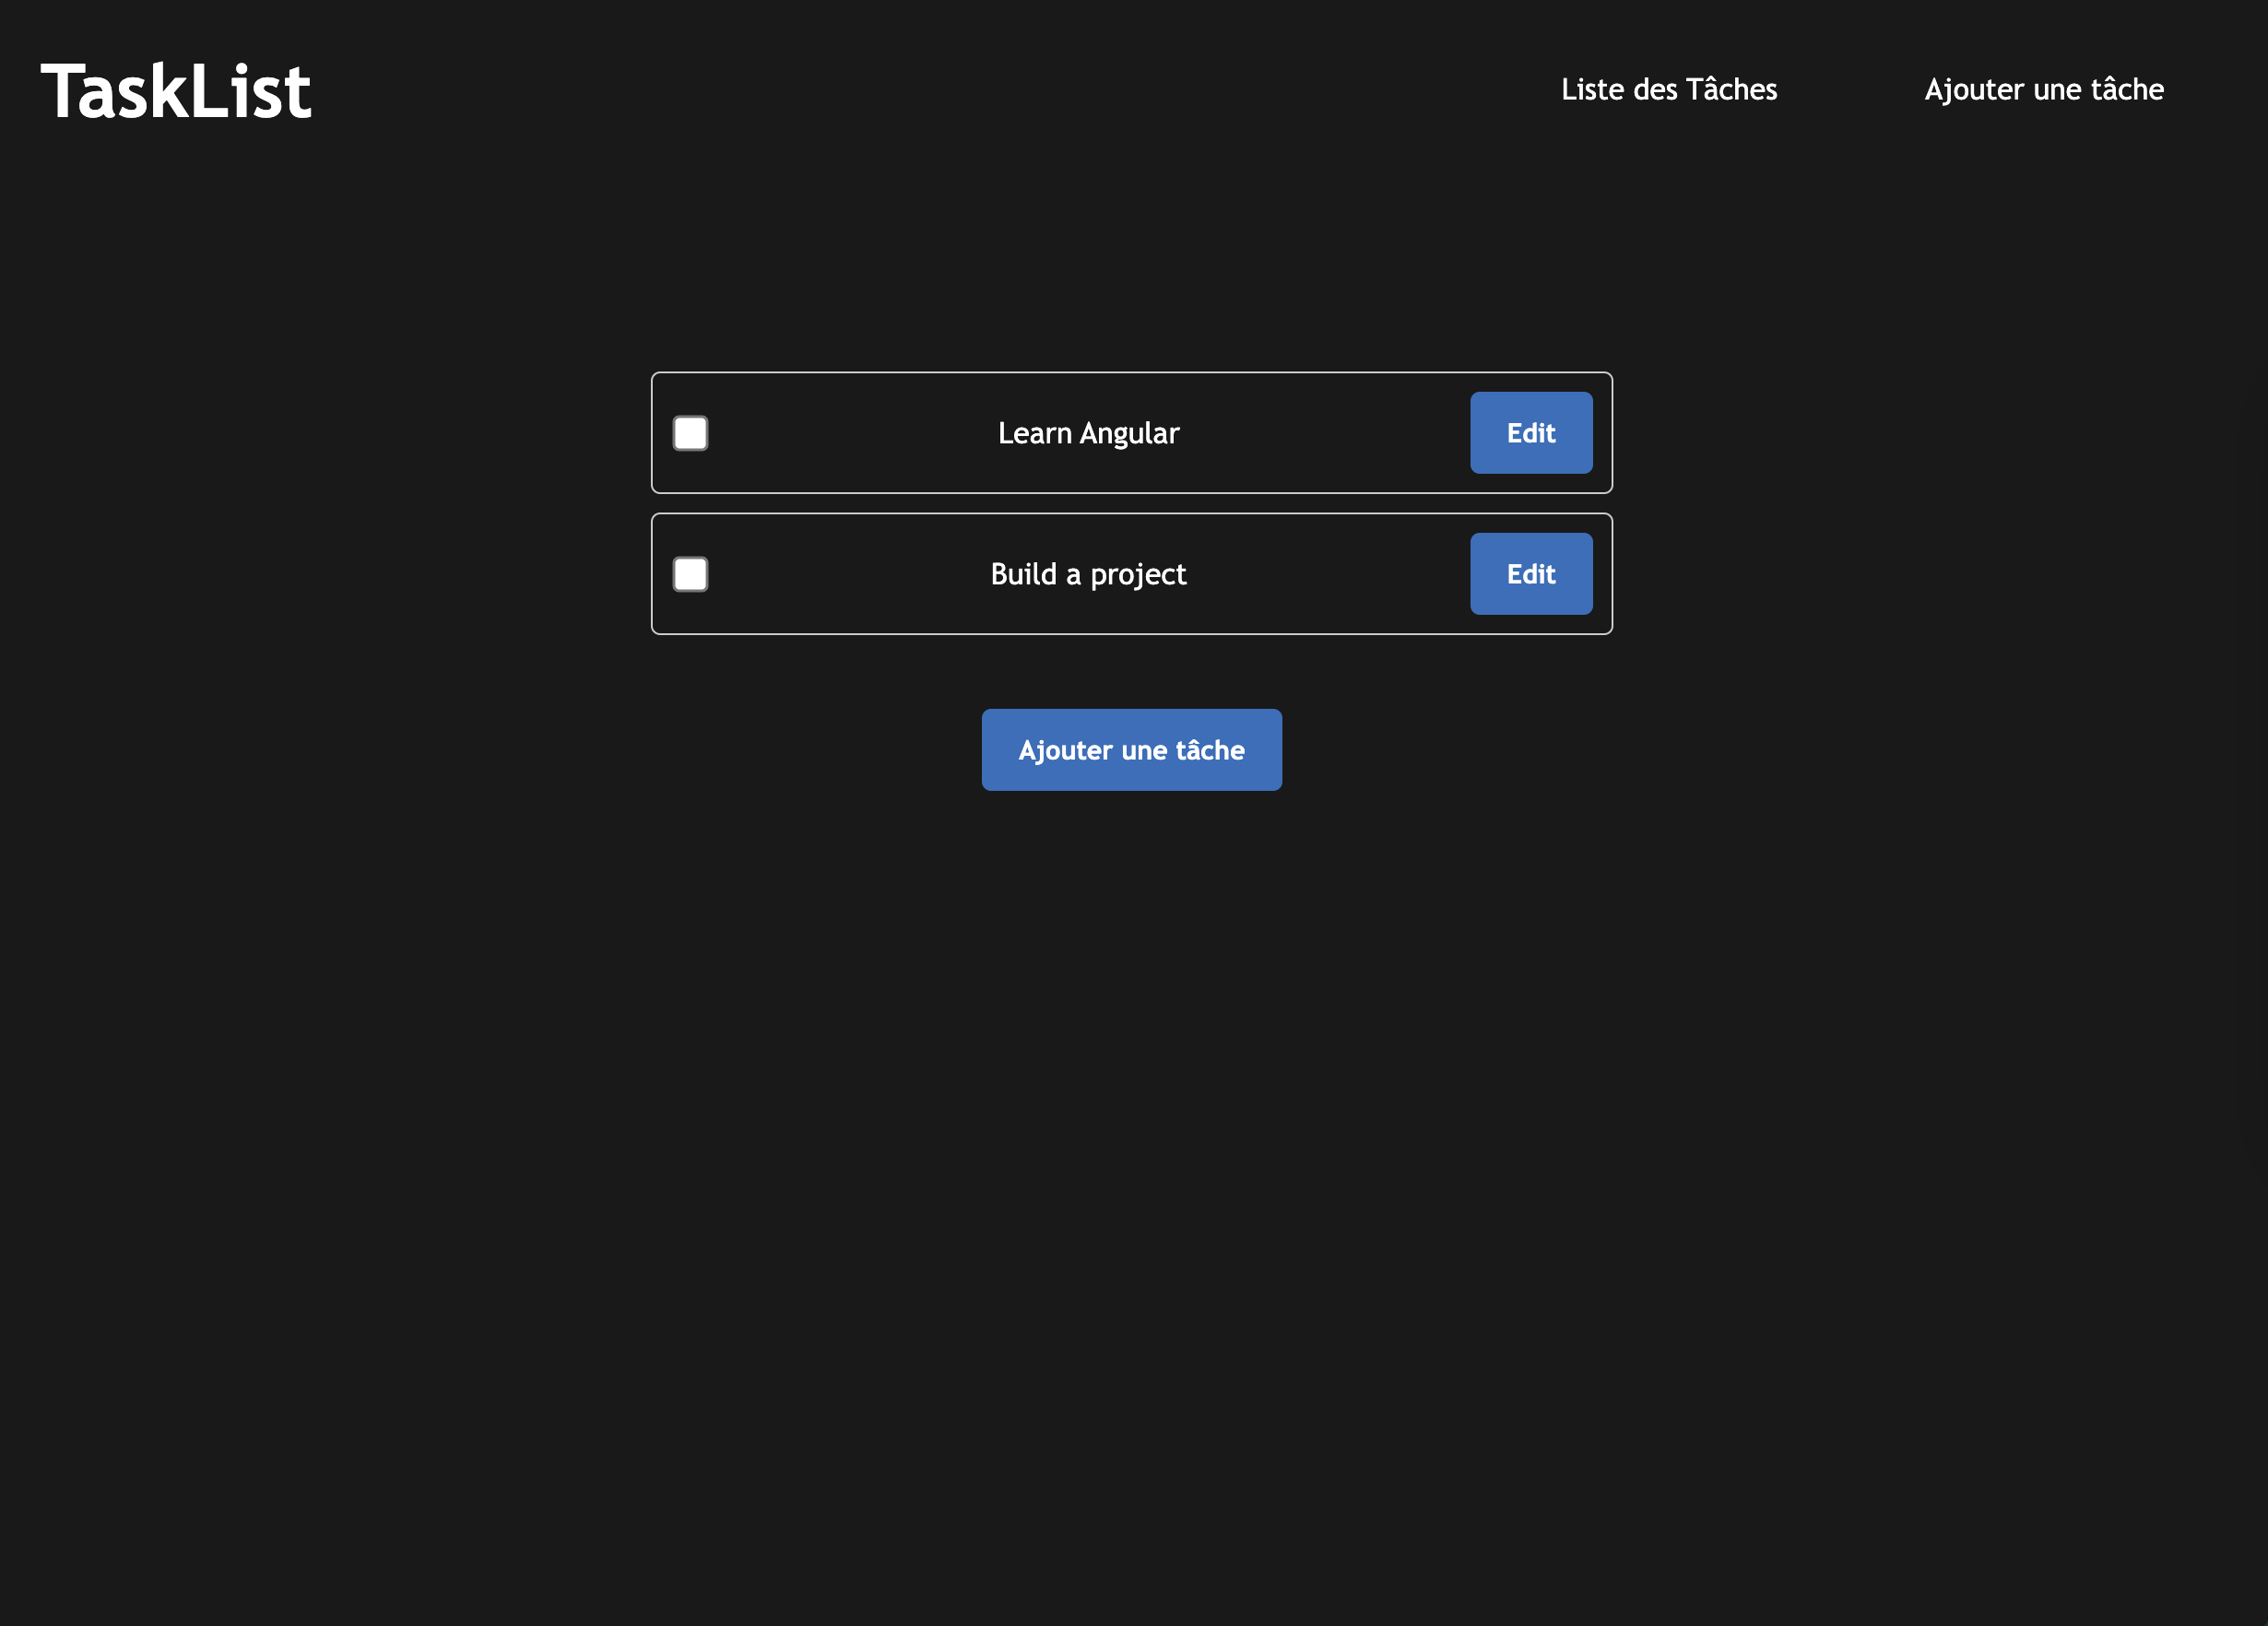 TaskList
Liste des Tâches
Ajouter une tâche
Learn Angular
Edit
Build a project
Edit
Ajouter une tâche